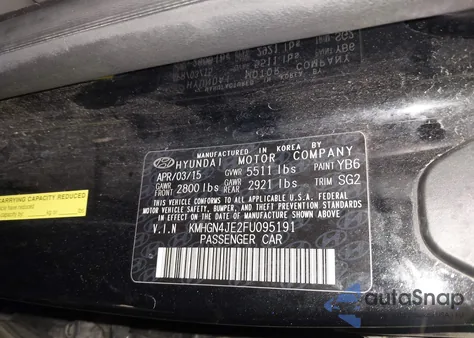 CARRYING CAPACITY REDUCED
MANUFACTURED IN KOREA BY
HYUNDAI MOTOR COMPANY
APR/03/15 GVWR 5511 lbs PAINT YB6
GAWR FRONT 2800 lbs GAWR REAR 2921 lbs TRIM SG2
THIS VEHICLE CONFORMS TO ALL APPLICABLE U.S. FEDERAL
MOTOR VEHICLE SAFETY, BUMPER, AND THEFT PREVENTION STANDARDS
IN EFFECT ON THE DATE OF MANUFACTURE SHOWN ABOVE.
V.I.N KMHGN4JE2FU095191
PASSENGER CAR
autoSnap